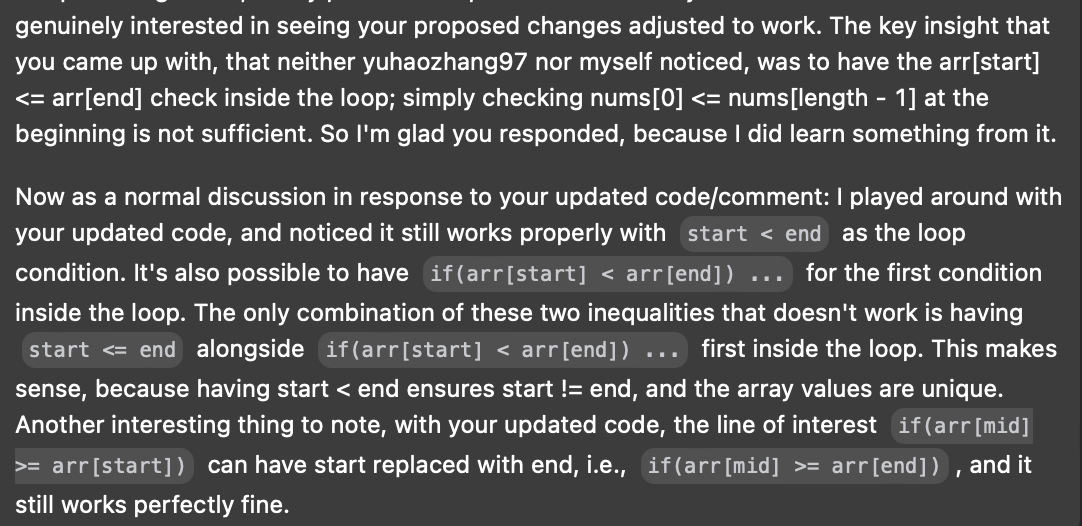 genuinely interested in seeing your proposed changes adjusted to work. The key insight that
you came up with, that neither yuhaozhang97 nor myself noticed, was to have the arr[start]
<= arr[end] check inside the loop; simply checking nums[0] <= nums[length - 1] at the
beginning is not sufficient. So I'm glad you responded, because I did learn something from it.
Now as a normal discussion in response to your updated code/comment: I played around with
your updated code, and noticed it still works properly with start < end as the loop
condition. It's also possible to have if(arr[start] < arr[end]) ... for the first condition
inside the loop. The only combination of these two inequalities that doesn't work is having
start <= end alongside if(arr[start] < arr[end]) ... first inside the loop. This makes
sense, because having start < end ensures start != end, and the array values are unique.
Another interesting thing to note, with your updated code, the line of interest if(arr[mid]
>= arr[start]) can have start replaced with end, i.e., if(arr[mid] >= arr[end]) , and it
still works perfectly fine.